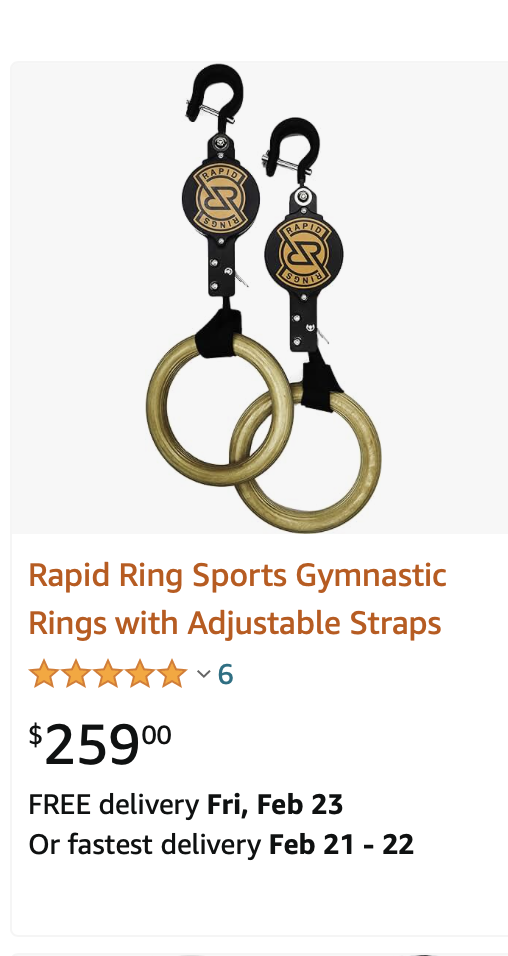 RAPID
RINGS
RAPID
RINGS
Rapid Ring Sports Gymnastic
Rings with Adjustable Straps
6
$25900
FREE delivery Fri, Feb 23
Or fastest delivery Feb 21 - 22